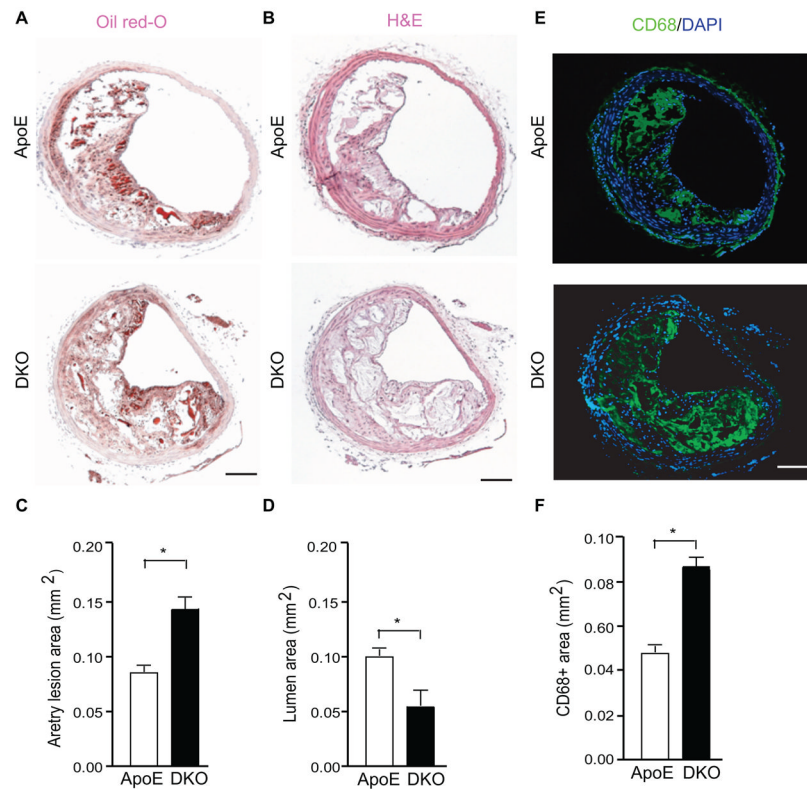 A
Oil red-O
ApoE
DKO
B
H&E
ApoE
DKO
E
CD68/DAPI
ApoE
DKO
C
Aretry lesion area (mm 2)
0.20
0.15
0.10
0.05
0.00
*
ApoE DKO
D
Lumen area (mm 2)
0.20
0.15
0.10
0.05
0.00
*
ApoE DKO
F
CD68+ area (mm2)
0.10
0.08
0.60
0.04
0.02
0.00
*
ApoE DKO